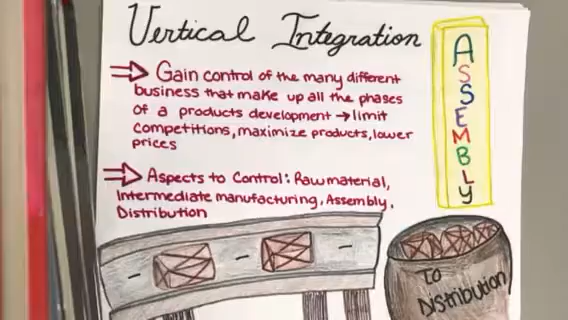 Vertical Integration
Gain control of the many different
business that make up all the phases
of a products development → limit
competitions, maximize products, lower
prices
Aspects to Control: Raw material,
Intermediate manufacturing, Assembly,
Distribution
ASSEMBLY
TO
Distribution